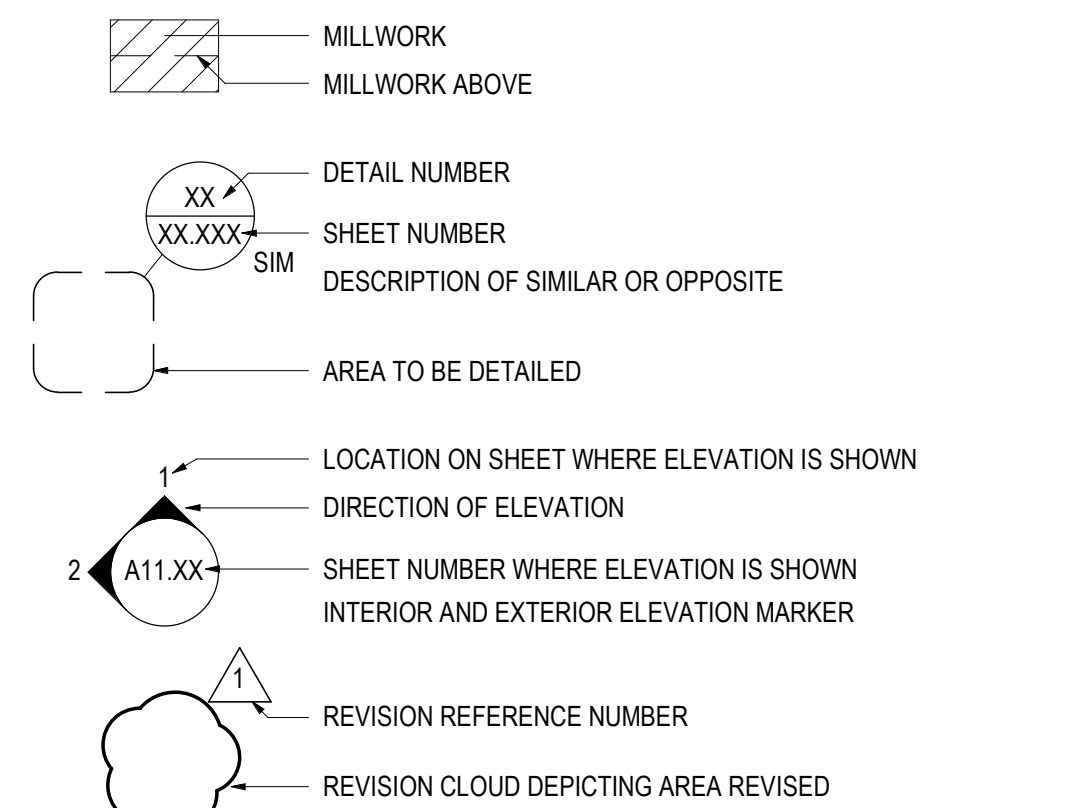 MILLWORK
MILLWORK ABOVE
XX
DETAIL NUMBER
XX.XXX
SHEET NUMBER
SIM
DESCRIPTION OF SIMILAR OR OPPOSITE
AREA TO BE DETAILED
1
LOCATION ON SHEET WHERE ELEVATION IS SHOWN
DIRECTION OF ELEVATION
2
A11.XX
SHEET NUMBER WHERE ELEVATION IS SHOWN
INTERIOR AND EXTERIOR ELEVATION MARKER
1
REVISION REFERENCE NUMBER
REVISION CLOUD DEPICTING AREA REVISED